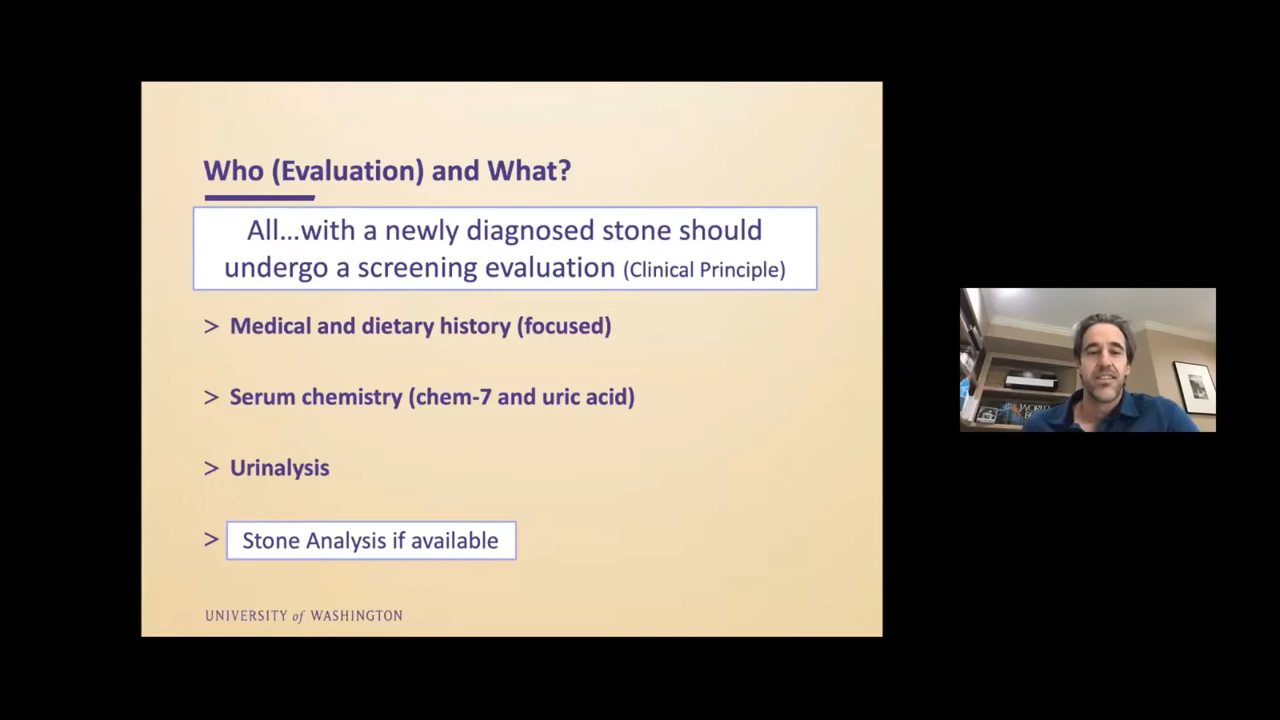 Who (Evaluation) and What?
All...with a newly diagnosed stone should
undergo a screening evaluation (Clinical Principle)
> Medical and dietary history (focused)
> Serum chemistry (chem-7 and uric acid)
> Urinalysis
> Stone Analysis if available
UNIVERSITY of WASHINGTON
WORLD